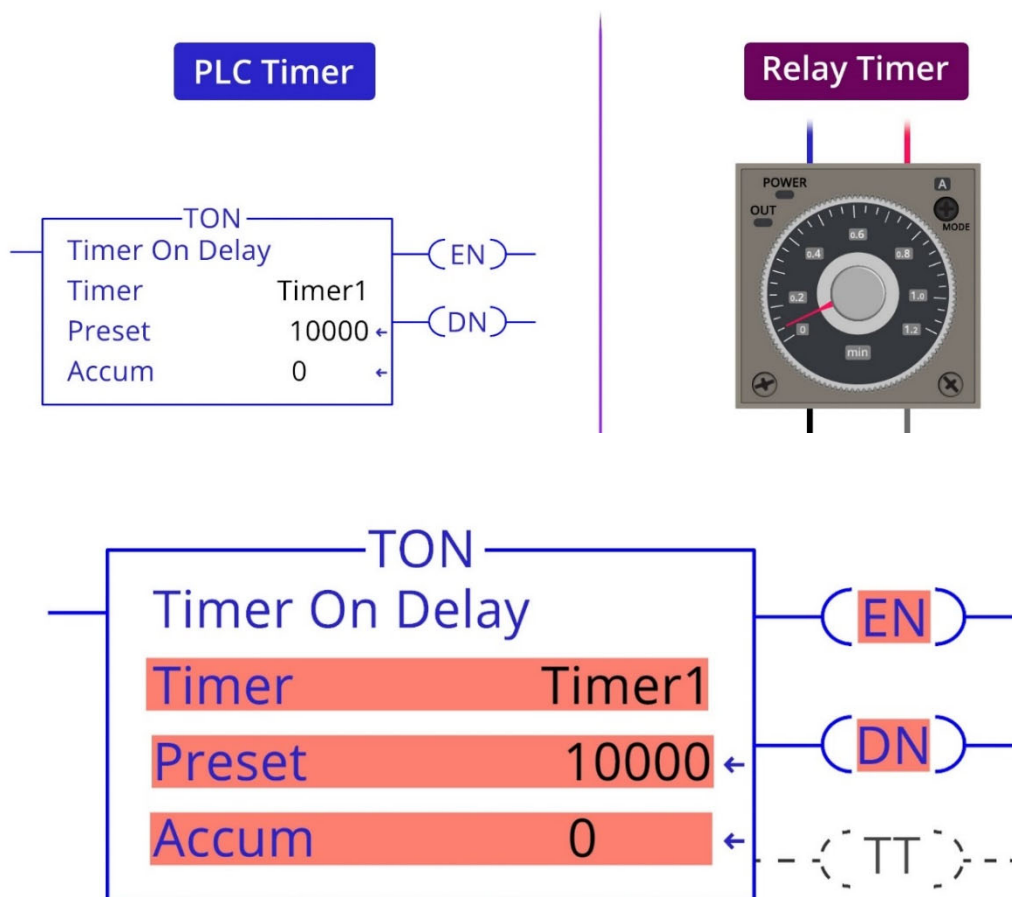 PLC Timer
Relay Timer
TON
Timer On Delay
Timer Timer1
Preset 10000
Accum 0
EN
DN
POWER
OUT
A
MODE
0
0.2
0.4
0.6
0.8
1.0
1.2
min
TON
Timer On Delay
Timer Timer1
Preset 10000
Accum 0
EN
DN
TT